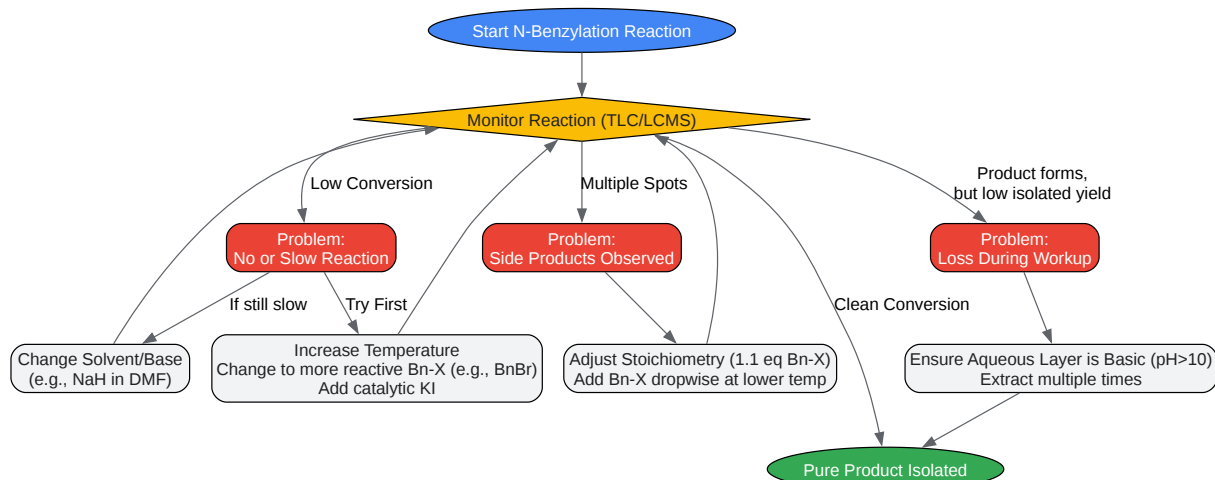 Start N-Benzylation Reaction
Monitor Reaction (TLC/LCMS)
Low Conversion
Multiple Spots
Product forms,
but low isolated yield
Problem:
No or Slow Reaction
Problem:
Side Products Observed
Problem:
Loss During Workup
If still slow
Try First
Clean Conversion
Change Solvent/Base
(e.g., NaH in DMF)
Increase Temperature
Change to more reactive Bn-X (e.g., BnBr)
Add catalytic KI
Adjust Stoichiometry (1.1 eq Bn-X)
Add Bn-X dropwise at lower temp
Ensure Aqueous Layer is Basic (pH>10)
Extract multiple times
Pure Product Isolated